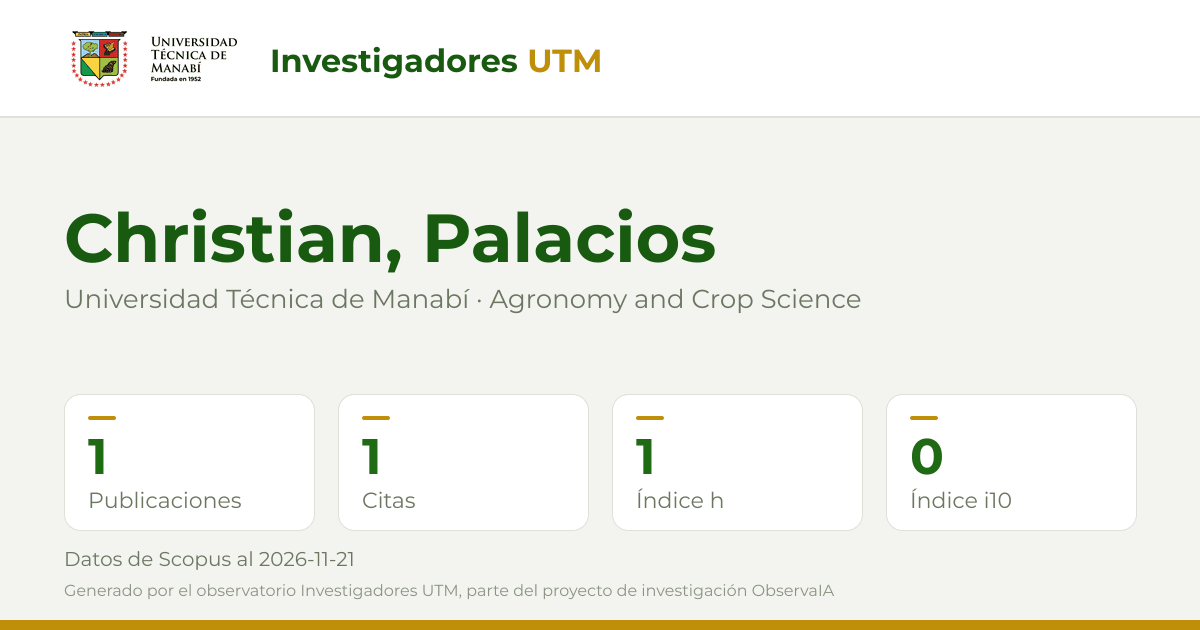 UNIVERSIDAD
TÉCNICA DE
MANABÍ
Fundada en 1952
Investigadores UTM
Christian, Palacios
Universidad Técnica de Manabí · Agronomy and Crop Science
1
Publicaciones
1
Citas
1
Índice h
0
Índice i10
Datos de Scopus al 2026-11-21
Generado por el observatorio Investigadores UTM, parte del proyecto de investigación ObservaIA